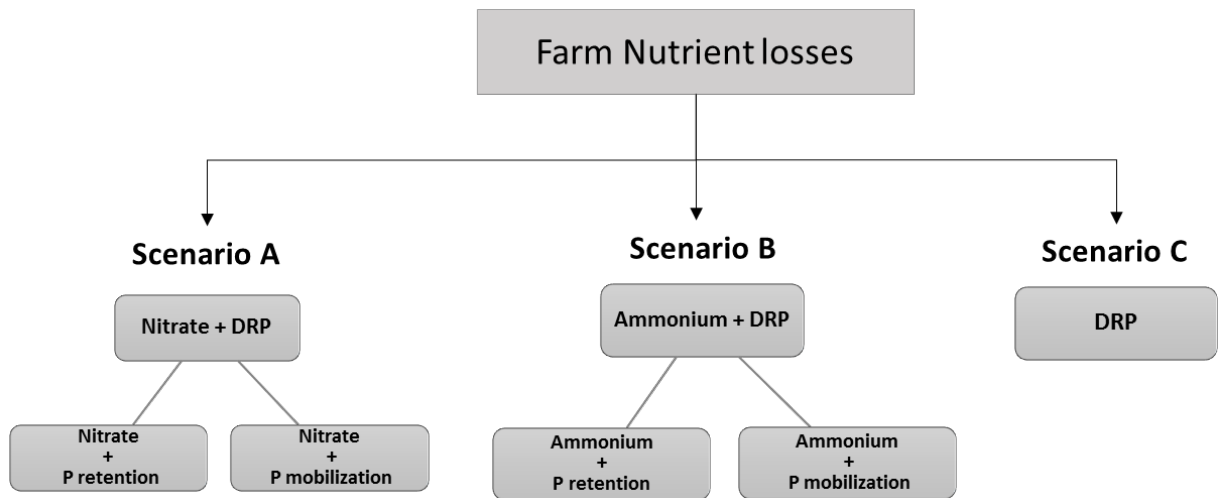 Farm Nutrient losses
Scenario A
Scenario B
Scenario C
Nitrate + DRP
Ammonium + DRP
DRP
Nitrate
+
P retention
Nitrate
+
P mobilization
Ammonium
+
P retention
Ammonium
+
P mobilization